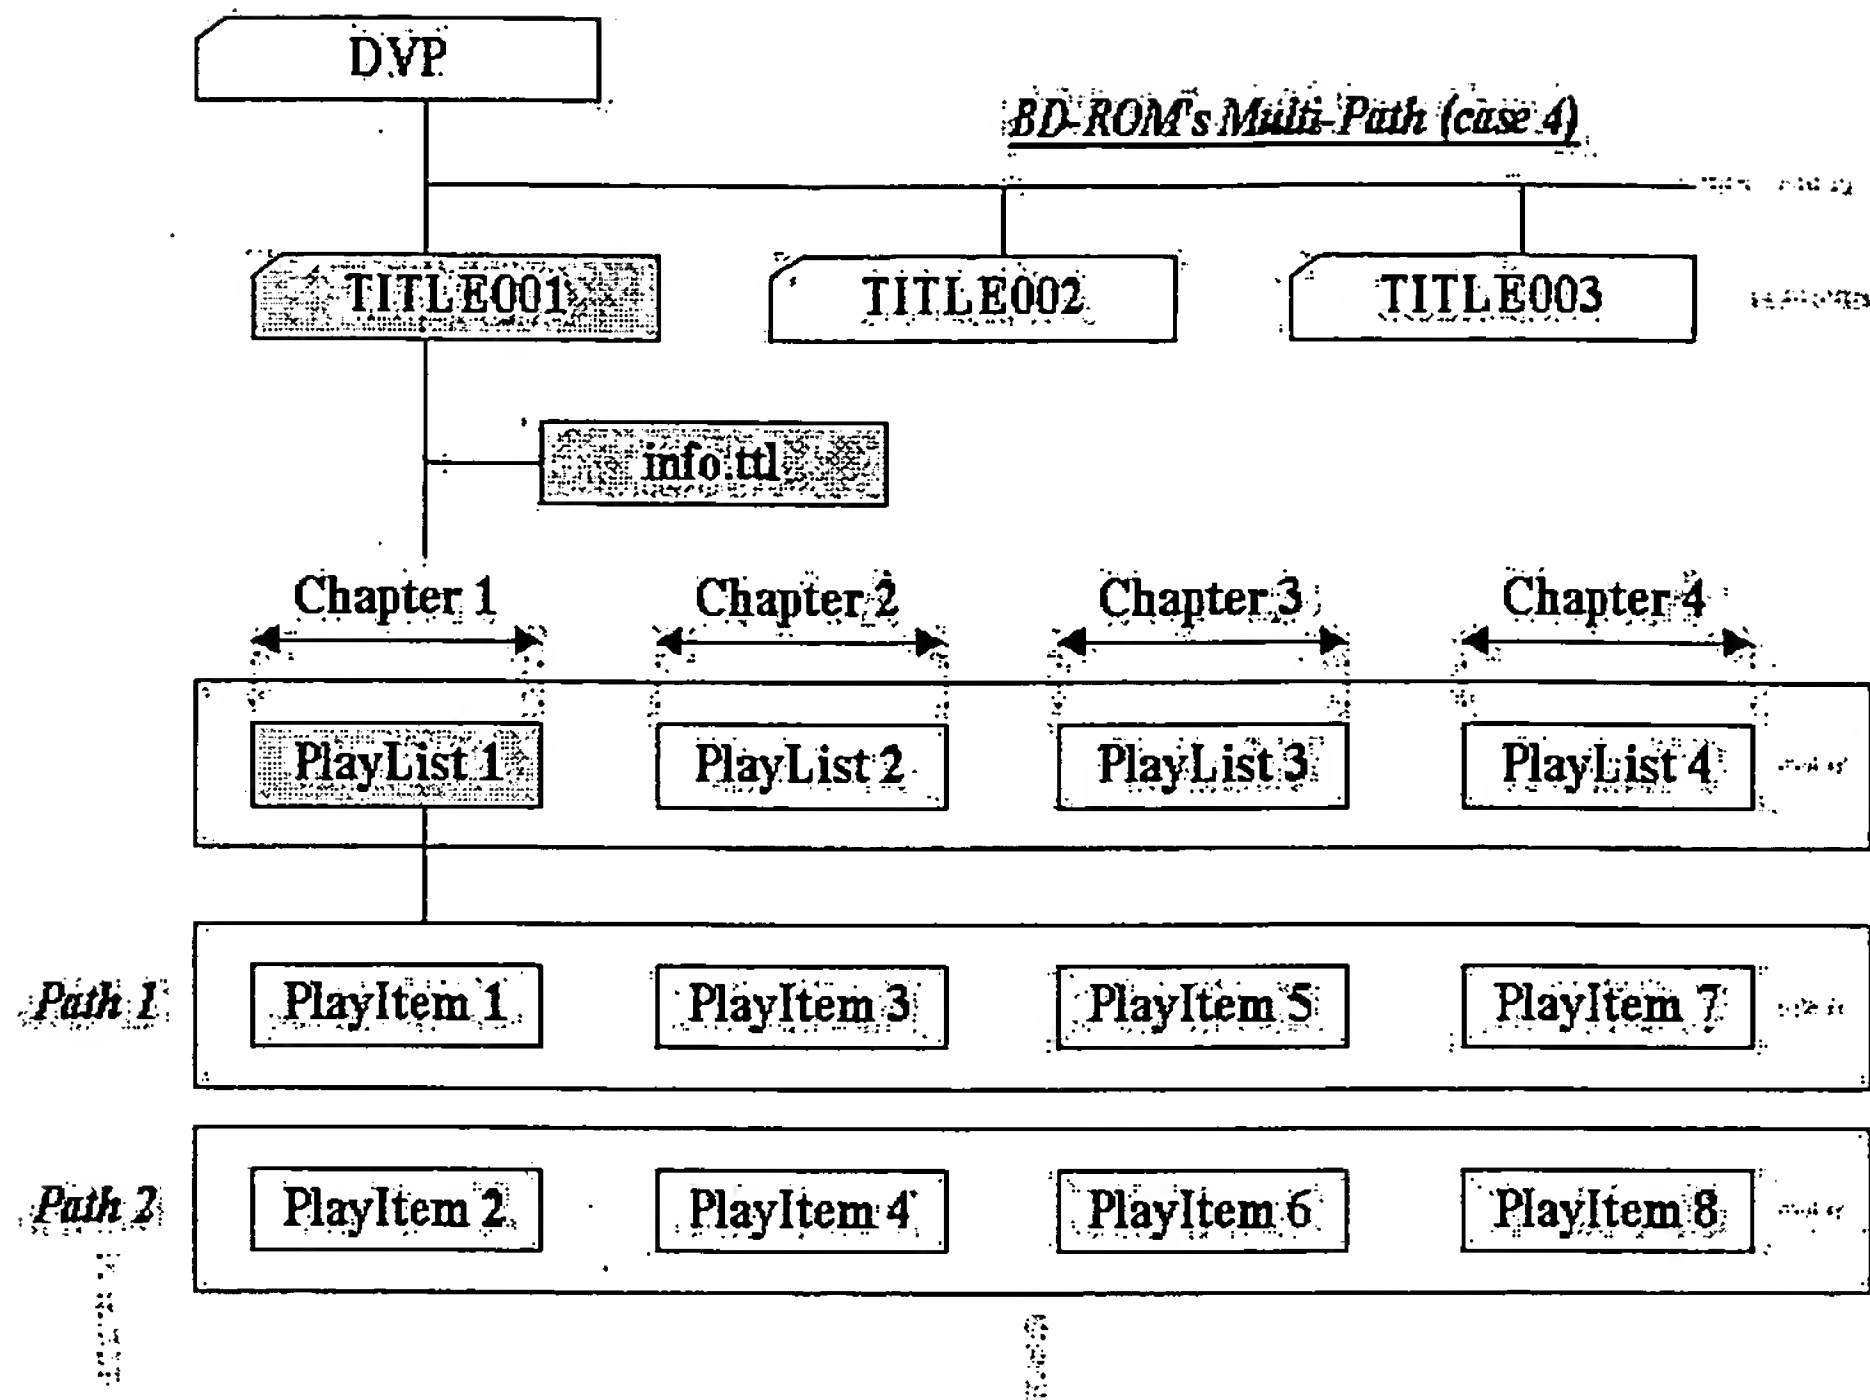 DVP
BD-ROM's Multi-Path (case 4)
TITLE001
TITLE002
TITLE003
info.ttl
Chapter 1
Chapter 2
Chapter 3
Chapter 4
PlayList 1
PlayList 2
PlayList 3
PlayList 4
Path 1
PlayItem 1
PlayItem 3
PlayItem 5
PlayItem 7
Path 2
PlayItem 2
PlayItem 4
PlayItem 6
PlayItem 8